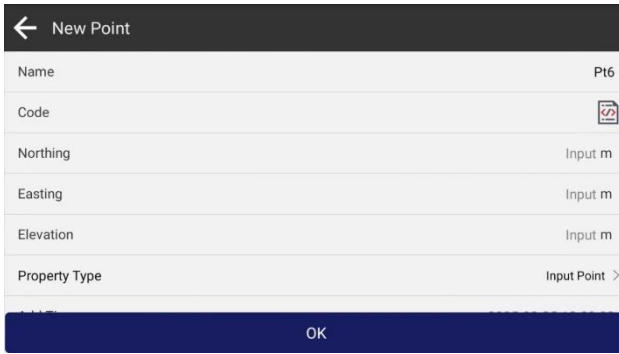 New Point
Name Pt6
Code
Northing Input m
Easting Input m
Elevation Input m
Property Type Input Point
OK